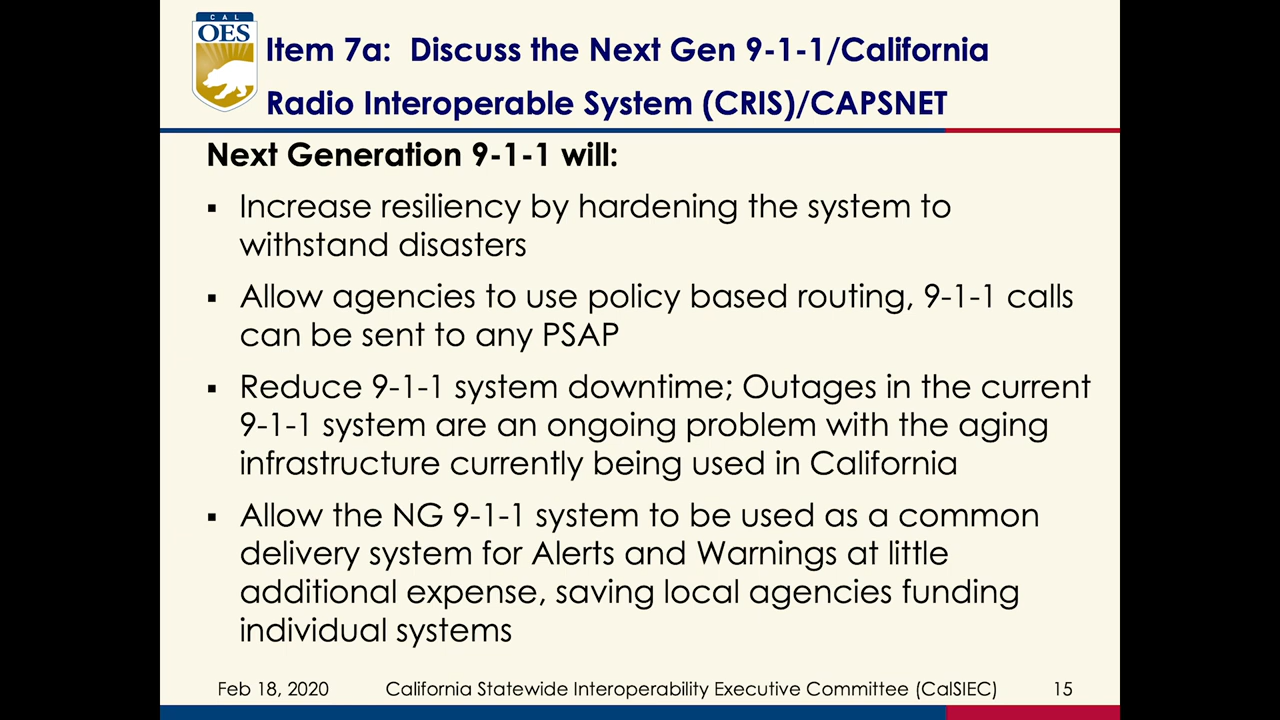 CAL
OES
Item 7a: Discuss the Next Gen 9-1-1/California
Radio Interoperable System (CRIS)/CAPSNET
Next Generation 9-1-1 will:
▪ Increase resiliency by hardening the system to
withstand disasters
▪ Allow agencies to use policy based routing, 9-1-1 calls
can be sent to any PSAP
▪ Reduce 9-1-1 system downtime; Outages in the current
9-1-1 system are an ongoing problem with the aging
infrastructure currently being used in California
▪ Allow the NG 9-1-1 system to be used as a common
delivery system for Alerts and Warnings at little
additional expense, saving local agencies funding
individual systems
Feb 18, 2020 California Statewide Interoperability Executive Committee (CalSIEC) 15